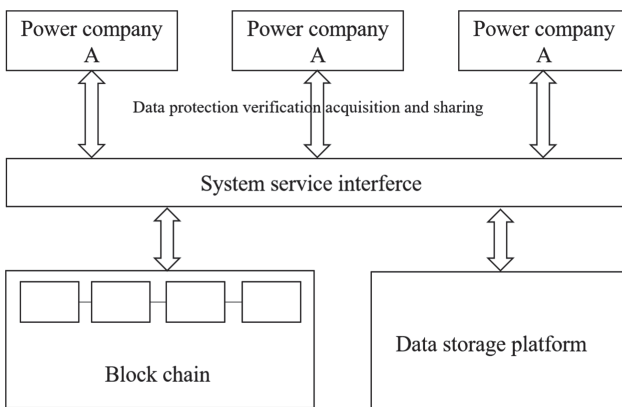 Power company
A
Power company
A
Power company
A
Data protection verification acquisition and sharing
System service interferce
Block chain
Data storage platform